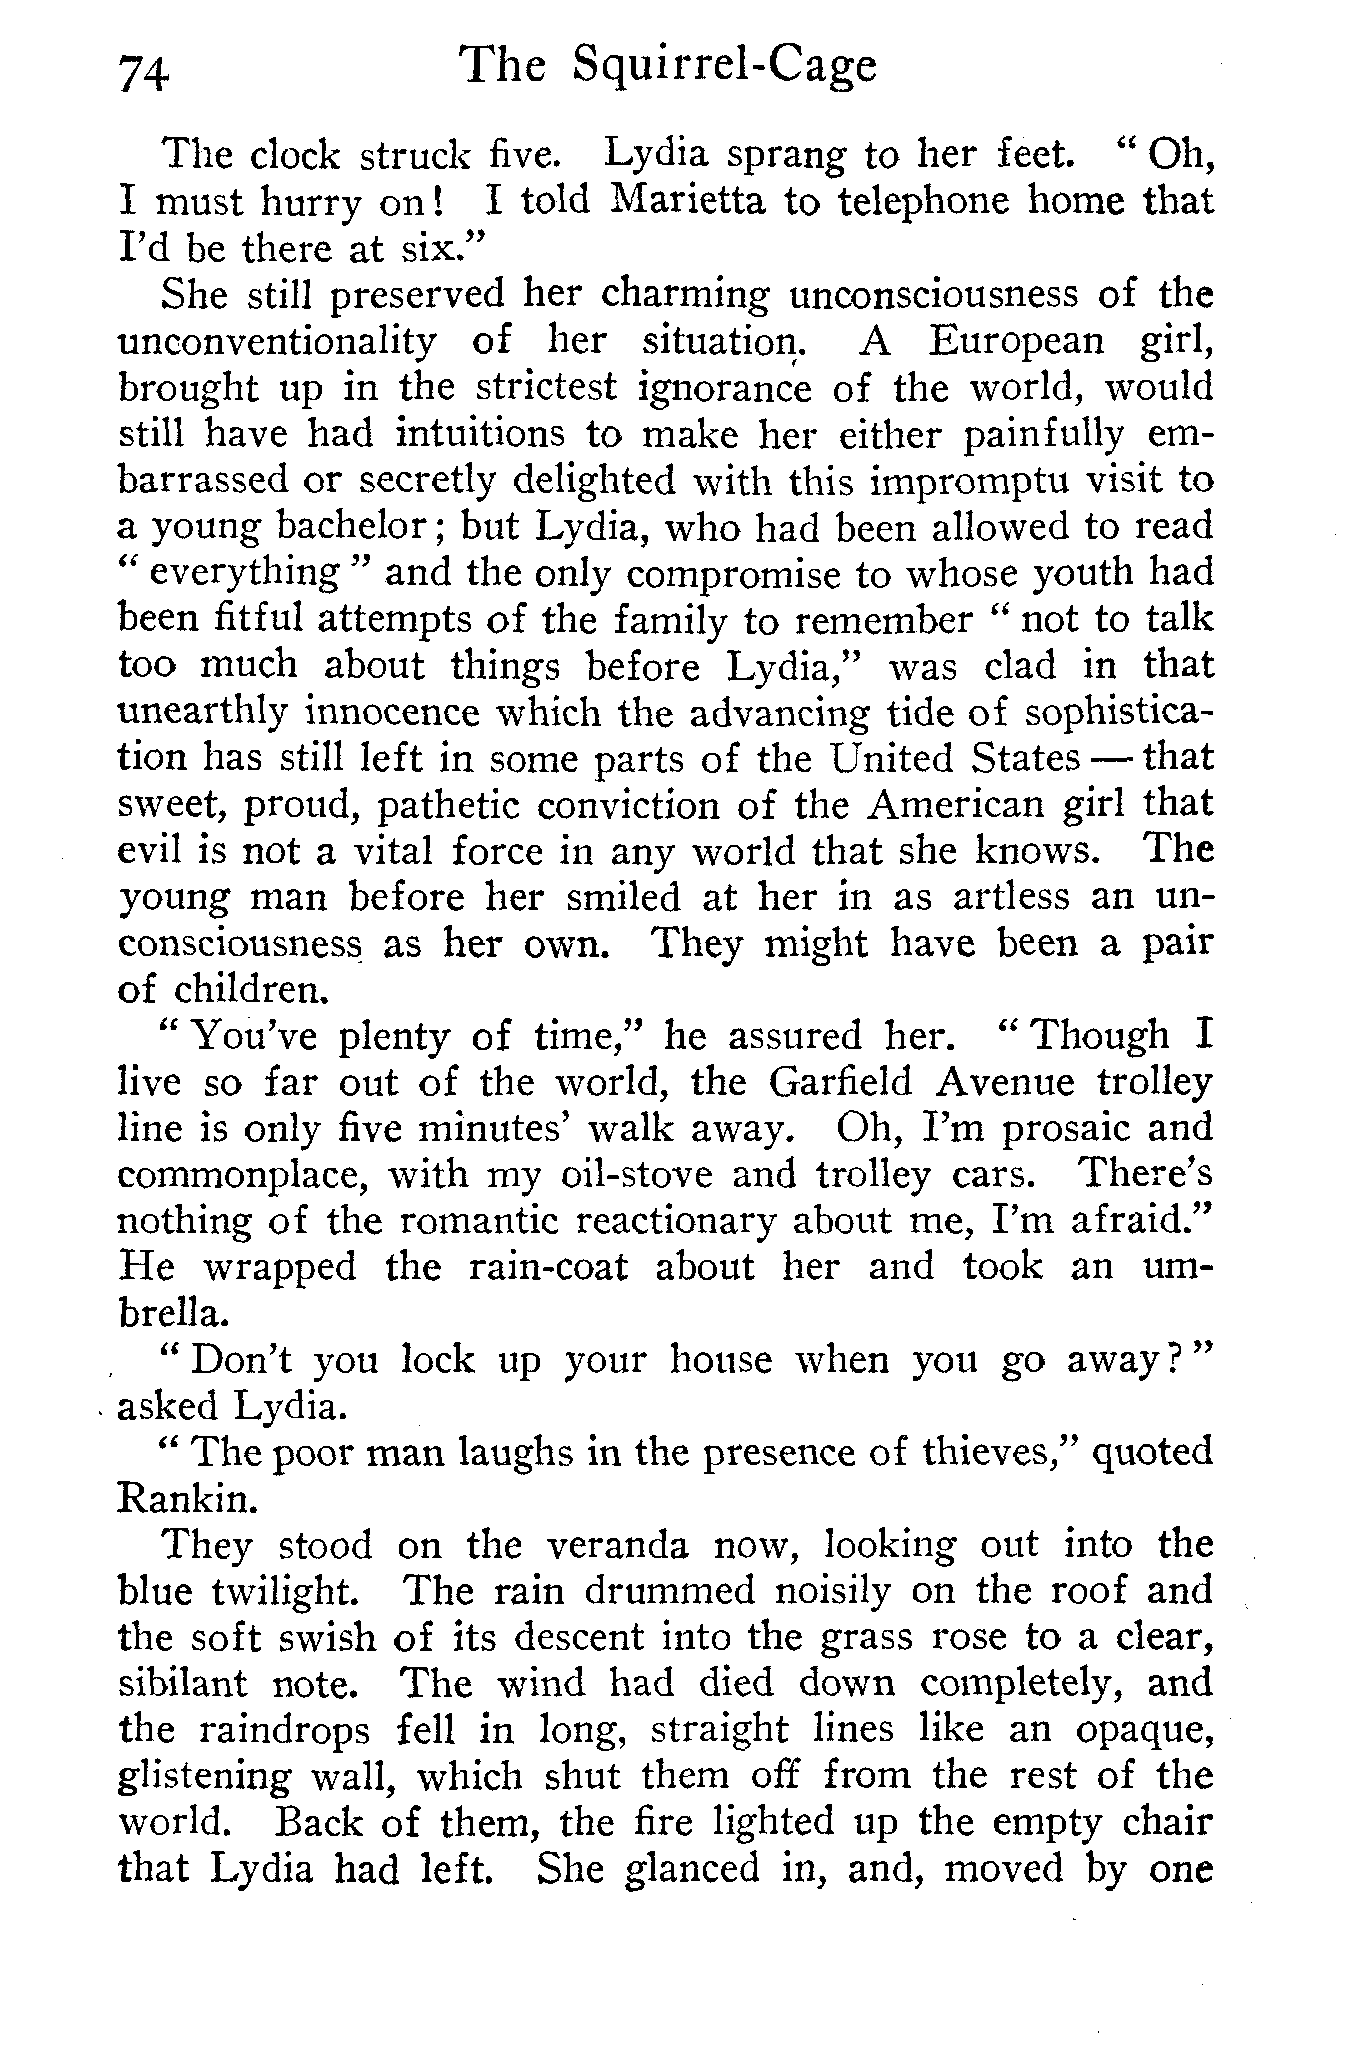 74 The Squirrel-Cage
The clock struck five. Lydia sprang to her feet. " Oh,
I must hurry on! I told Marietta to telephone home that
I'd be there at six."
She still preserved her charming unconsciousness of the
unconventionality of her situation. A European girl,
brought up in the strictest ignorance of the world, would
still have had intuitions to make her either painfully em-
barrassed or secretly delighted with this impromptu visit to
a young bachelor; but Lydia, who had been allowed to read
" everything " and the only compromise to whose youth had
been fitful attempts of the family to remember " not to talk
too much about things before Lydia," was clad in that
unearthly innocence which the advancing tide of sophistica-
tion has still left in some parts of the United States — that
sweet, proud, pathetic conviction of the American girl that
evil is not a vital force in any world that she knows. The
young man before her smiled at her in as artless an un-
consciousness as her own. They might have been a pair
of children.
" You've plenty of time," he assured her. " Though I
live so far out of the world, the Garfield Avenue trolley
line is only five minutes' walk away. Oh, I'm prosaic and
commonplace, with my oil-stove and trolley cars. There's
nothing of the romantic reactionary about me, I'm afraid."
He wrapped the rain-coat about her and took an um-
brella.
" Don't you lock up your house when you go away? "
asked Lydia.
" The poor man laughs in the presence of thieves," quoted
Rankin.
They stood on the veranda now, looking out into the
blue twilight. The rain drummed noisily on the roof and
the soft swish of its descent into the grass rose to a clear,
sibilant note. The wind had died down completely, and
the raindrops fell in long, straight lines like an opaque,
glistening wall, which shut them off from the rest of the
world. Back of them, the fire lighted up the empty chair
that Lydia had left. She glanced in, and, moved by one